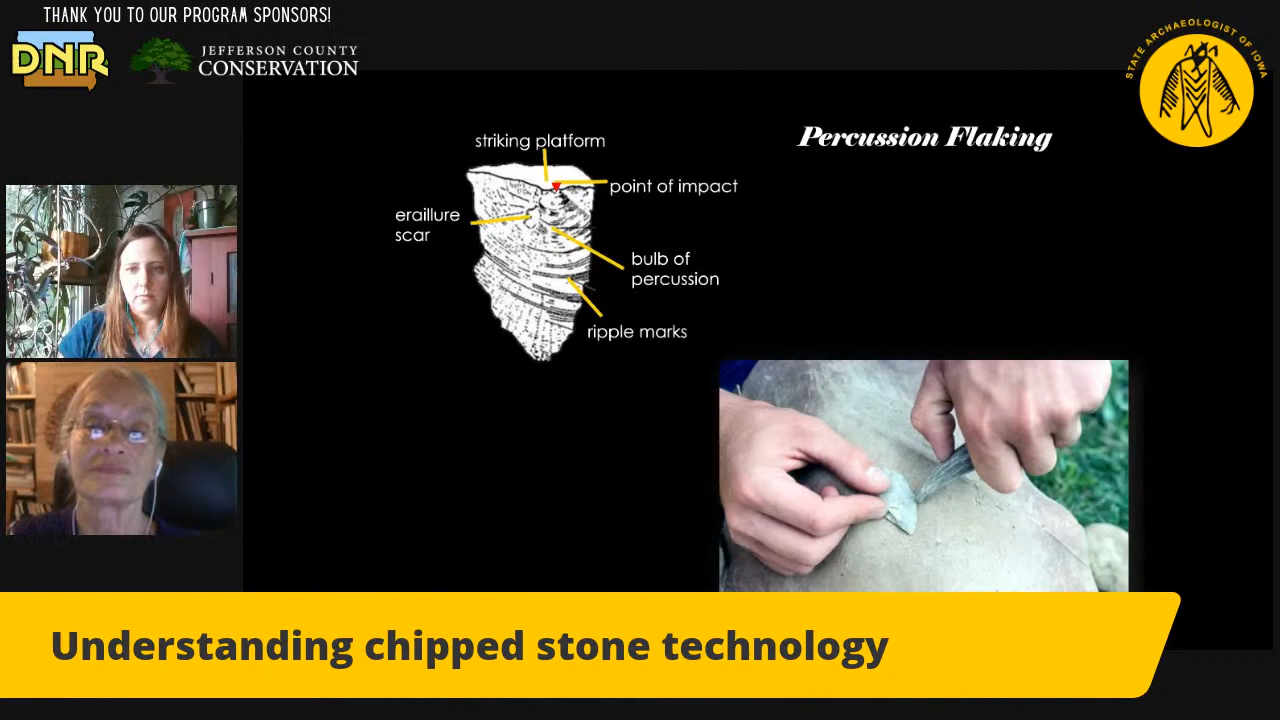 THANK YOU TO OUR PROGRAM SPONSORS!
DNR
JEFFERSON COUNTY
CONSERVATION
STATE ARCHAEOLOGIST OF IOWA
Percussion Flaking
striking platform
point of impact
eraillure
scar
bulb of
percussion
ripple marks
Understanding chipped stone technology